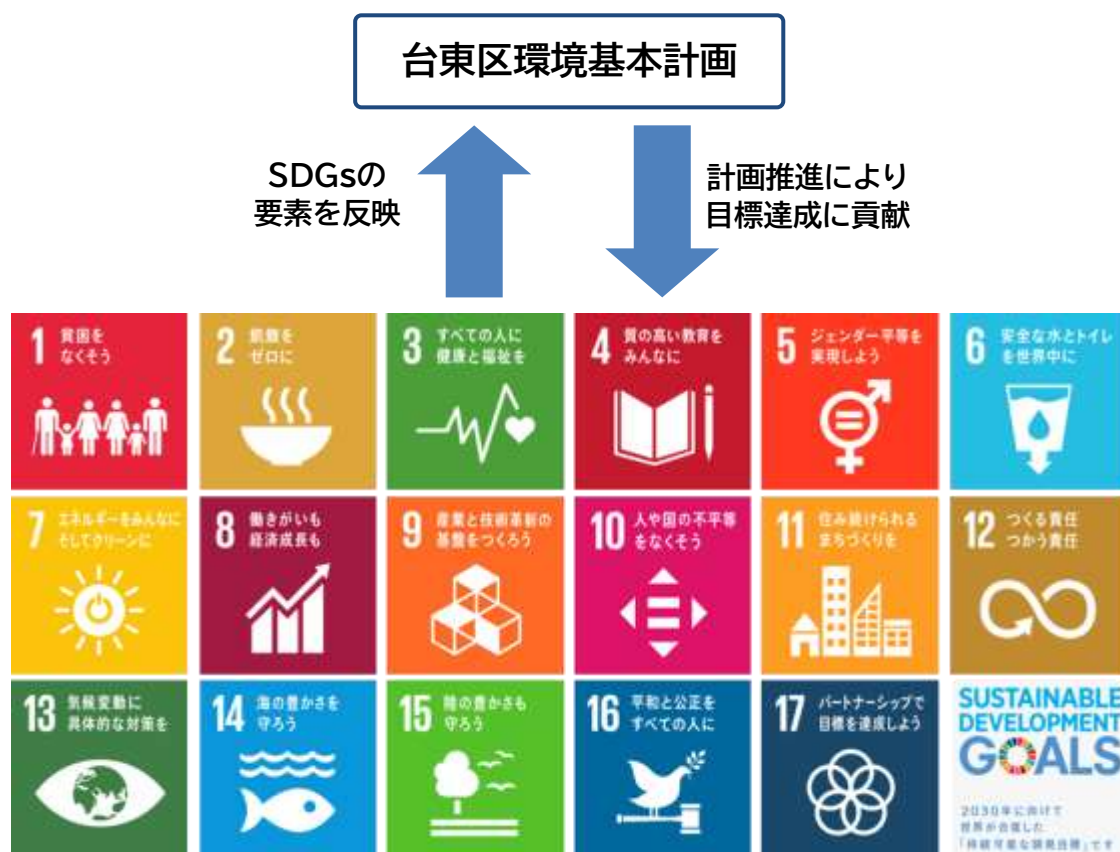 台東区環境基本計画
SDGsの
要素を反映
計画推進により
目標達成に貢献
1 貧困を
なくそう
2 飢餓を
ゼロに
3 すべての人に
健康と福祉を
4 質の高い教育を
みんなに
5 ジェンダー平等を
実現しよう
6 安全な水とトイレ
を世界中に
7 エネルギーをみんなに
そしてクリーンに
8 働きがいも
経済成長も
9 産業と技術革新の
基盤をつくろう
10 人や国の不平等
をなくそう
11 住み続けられる
まちづくりを
12 つくる責任
つかう責任
13 気候変動に
具体的な対策を
14 海の豊かさを
守ろう
15 陸の豊かさも
守ろう
16 平和と公正を
すべての人に
17 パートナーシップで
目標を達成しよう
SUSTAINABLE
DEVELOPMENT
GOALS
2030年に向けて
世界が合意した
「持続可能な開発目標」です